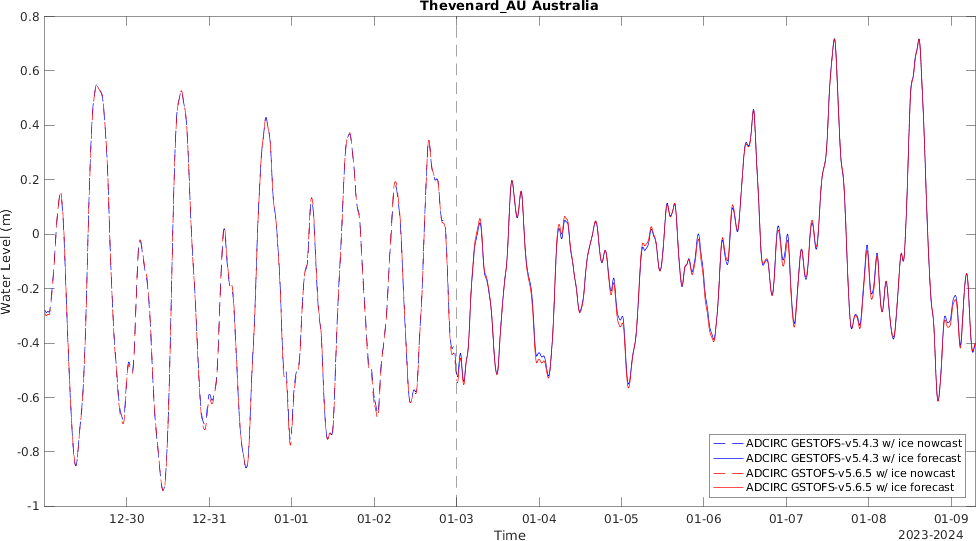 Thevenard_AU Australia
0.8
0.6
0.4
0.2
0
-0.2
-0.4
-0.6
-0.8
-1
Water Level (m)
ADCIRC GESTOFS-v5.4.3 w/ ice nowcast
ADCIRC GESTOFS-v5.4.3 w/ ice forecast
ADCIRC GSTOFS-v5.6.5 w/ ice nowcast
ADCIRC GSTOFS-v5.6.5 w/ ice forecast
12-30 12-31 01-01 01-02 01-03 01-04 01-05 01-06 01-07 01-08 01-09
Time
2023-2024